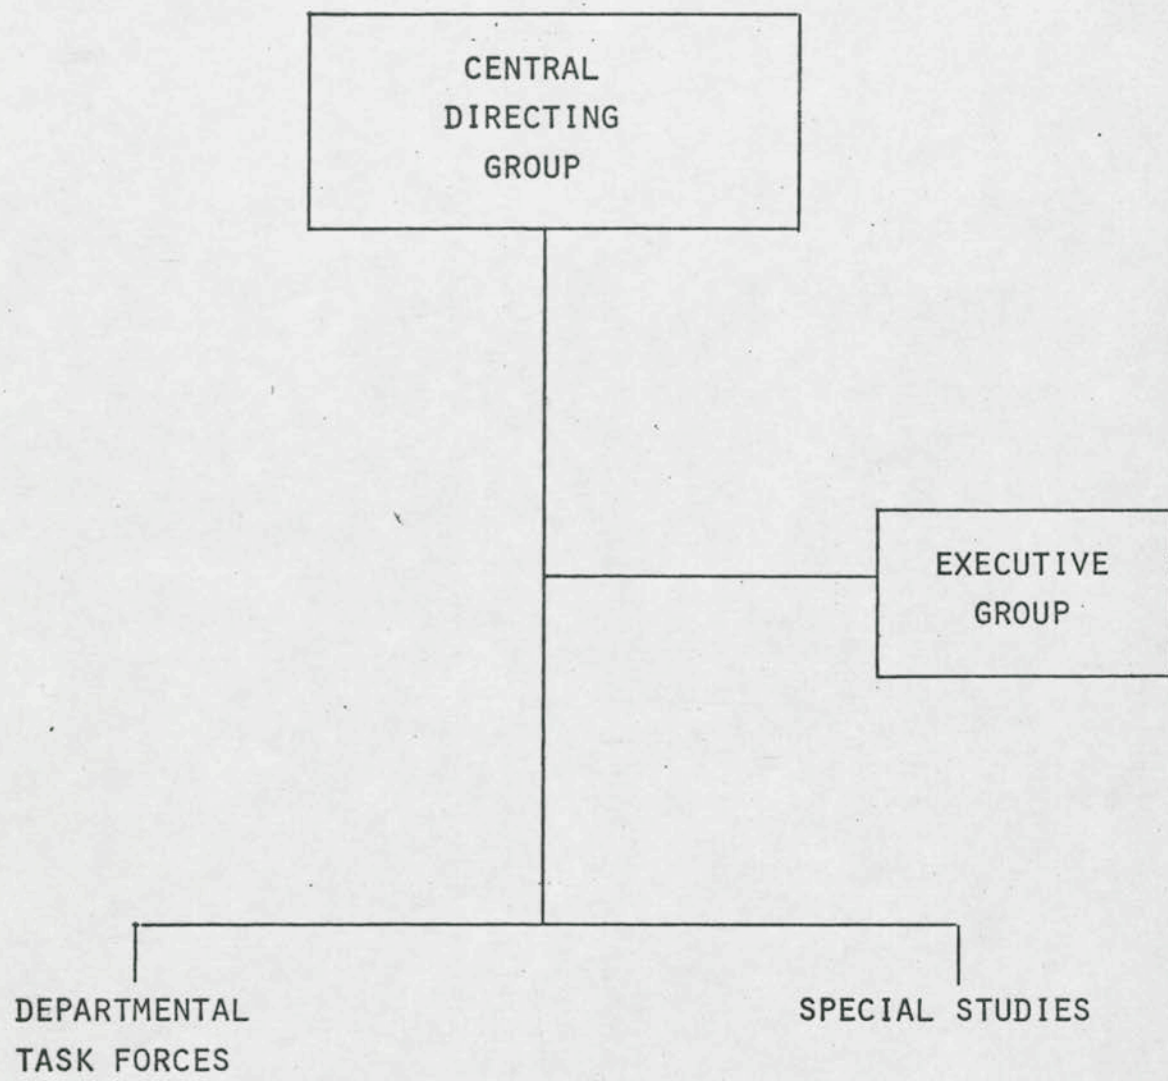 CENTRAL
DIRECTING
GROUP
EXECUTIVE
GROUP
DEPARTMENTAL
TASK FORCES
SPECIAL STUDIES